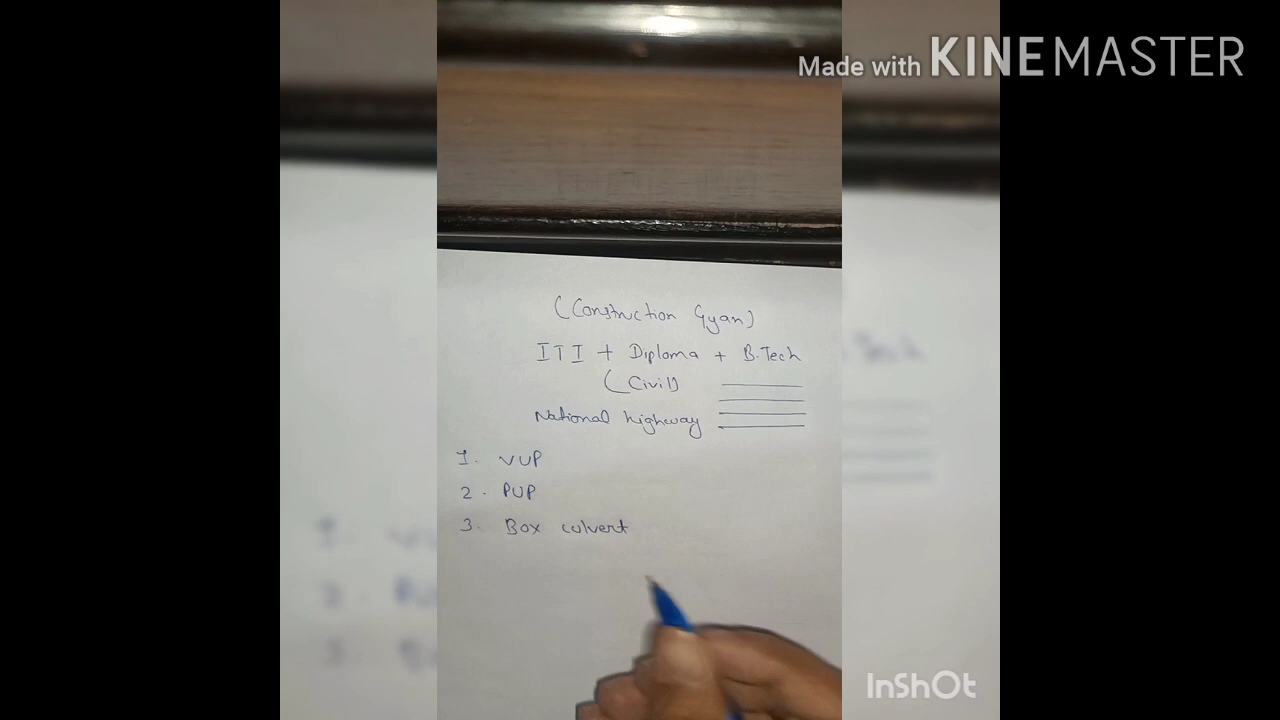 Made with KINEMASTER
(Construction Gyan)
ITI + Diploma + B.Tech
(Civil)
National highway
1. VUP
2. PUP
3. Box culvert
InShOt